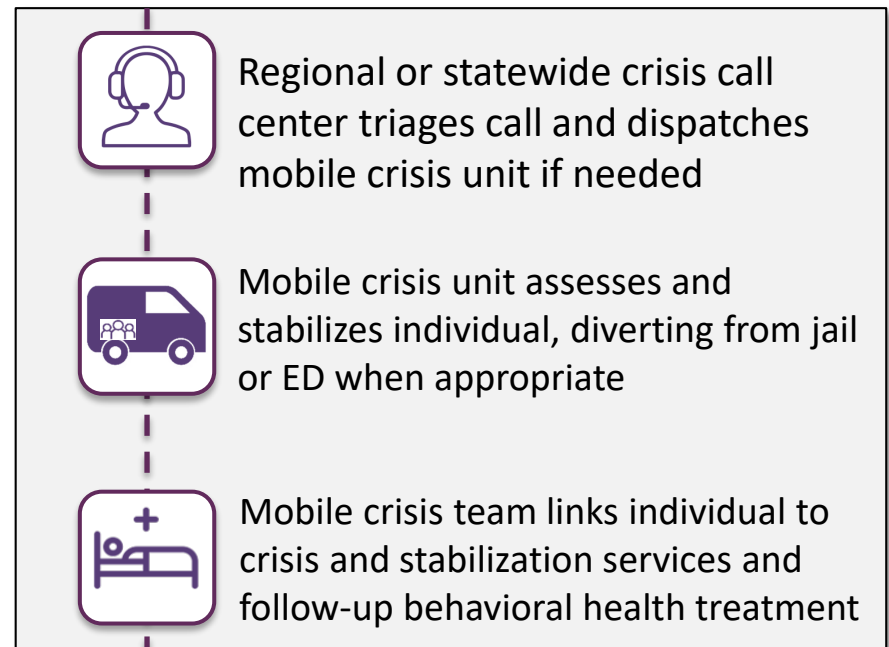 Regional or statewide crisis call
center triages call and dispatches
mobile crisis unit if needed
Mobile crisis unit assesses and
stabilizes individual, diverting from jail
or ED when appropriate
Mobile crisis team links individual to
crisis and stabilization services and
follow-up behavioral health treatment